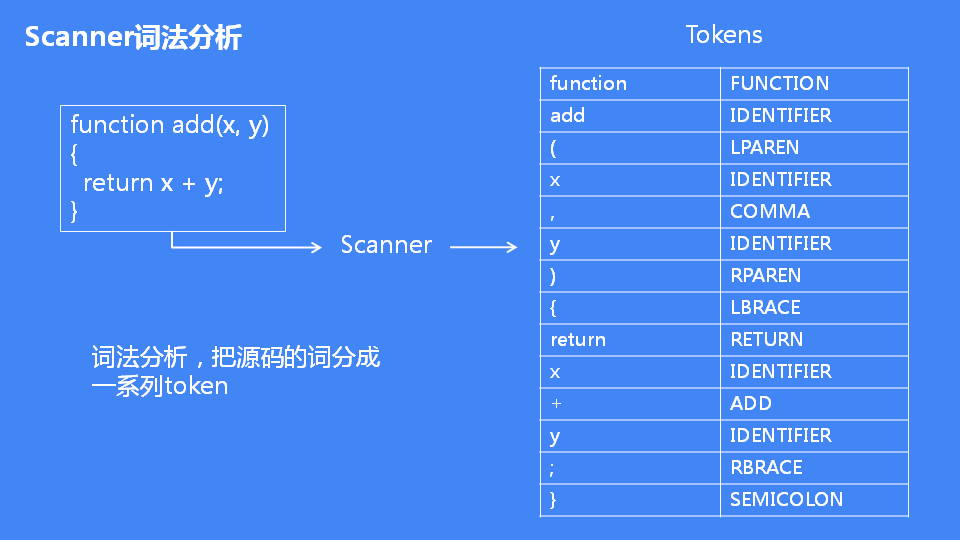 Scanner词法分析
Tokens
function add(x, y)
{
return x + y;
}
Scanner
词法分析，把源码的词分成
一系列token
function FUNCTION
add IDENTIFIER
( LPAREN
x IDENTIFIER
, COMMA
y IDENTIFIER
) RPAREN
{ LBRACE
return RETURN
x IDENTIFIER
+ ADD
y IDENTIFIER
; RBRACE
} SEMICOLON